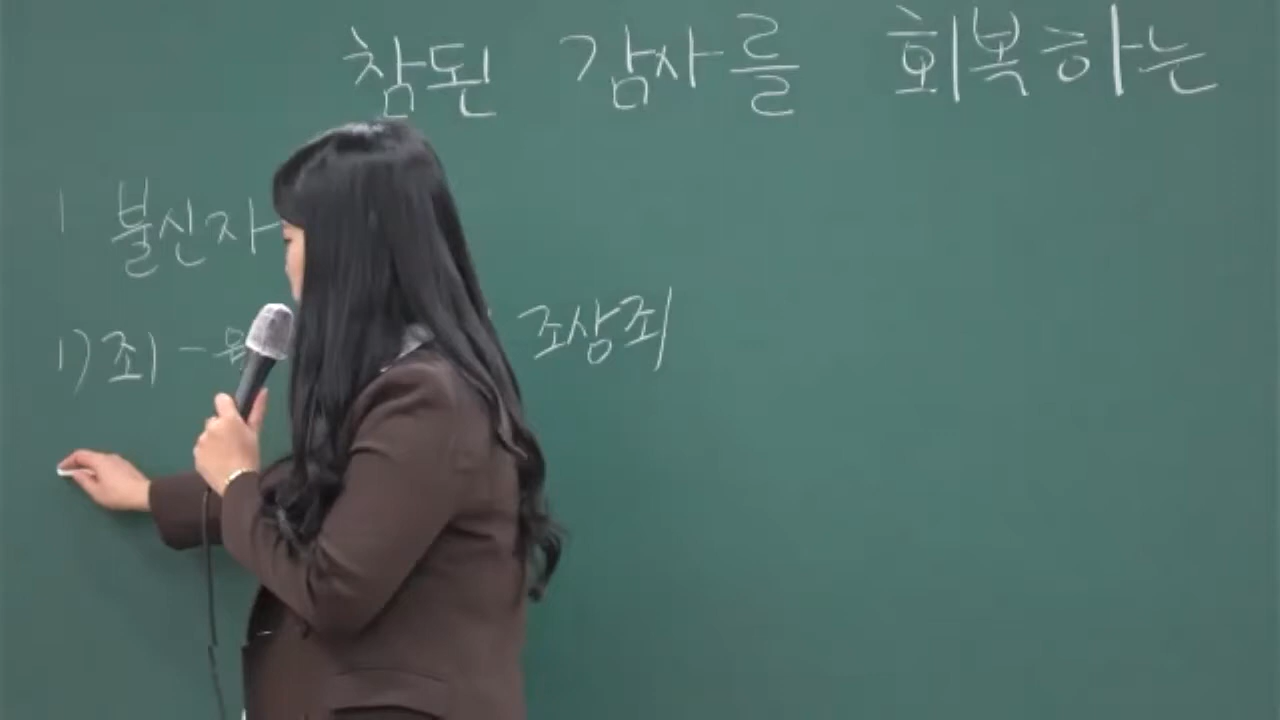 참된 감사를 회복하는
1 불신자
1) 죄 - 조상죄